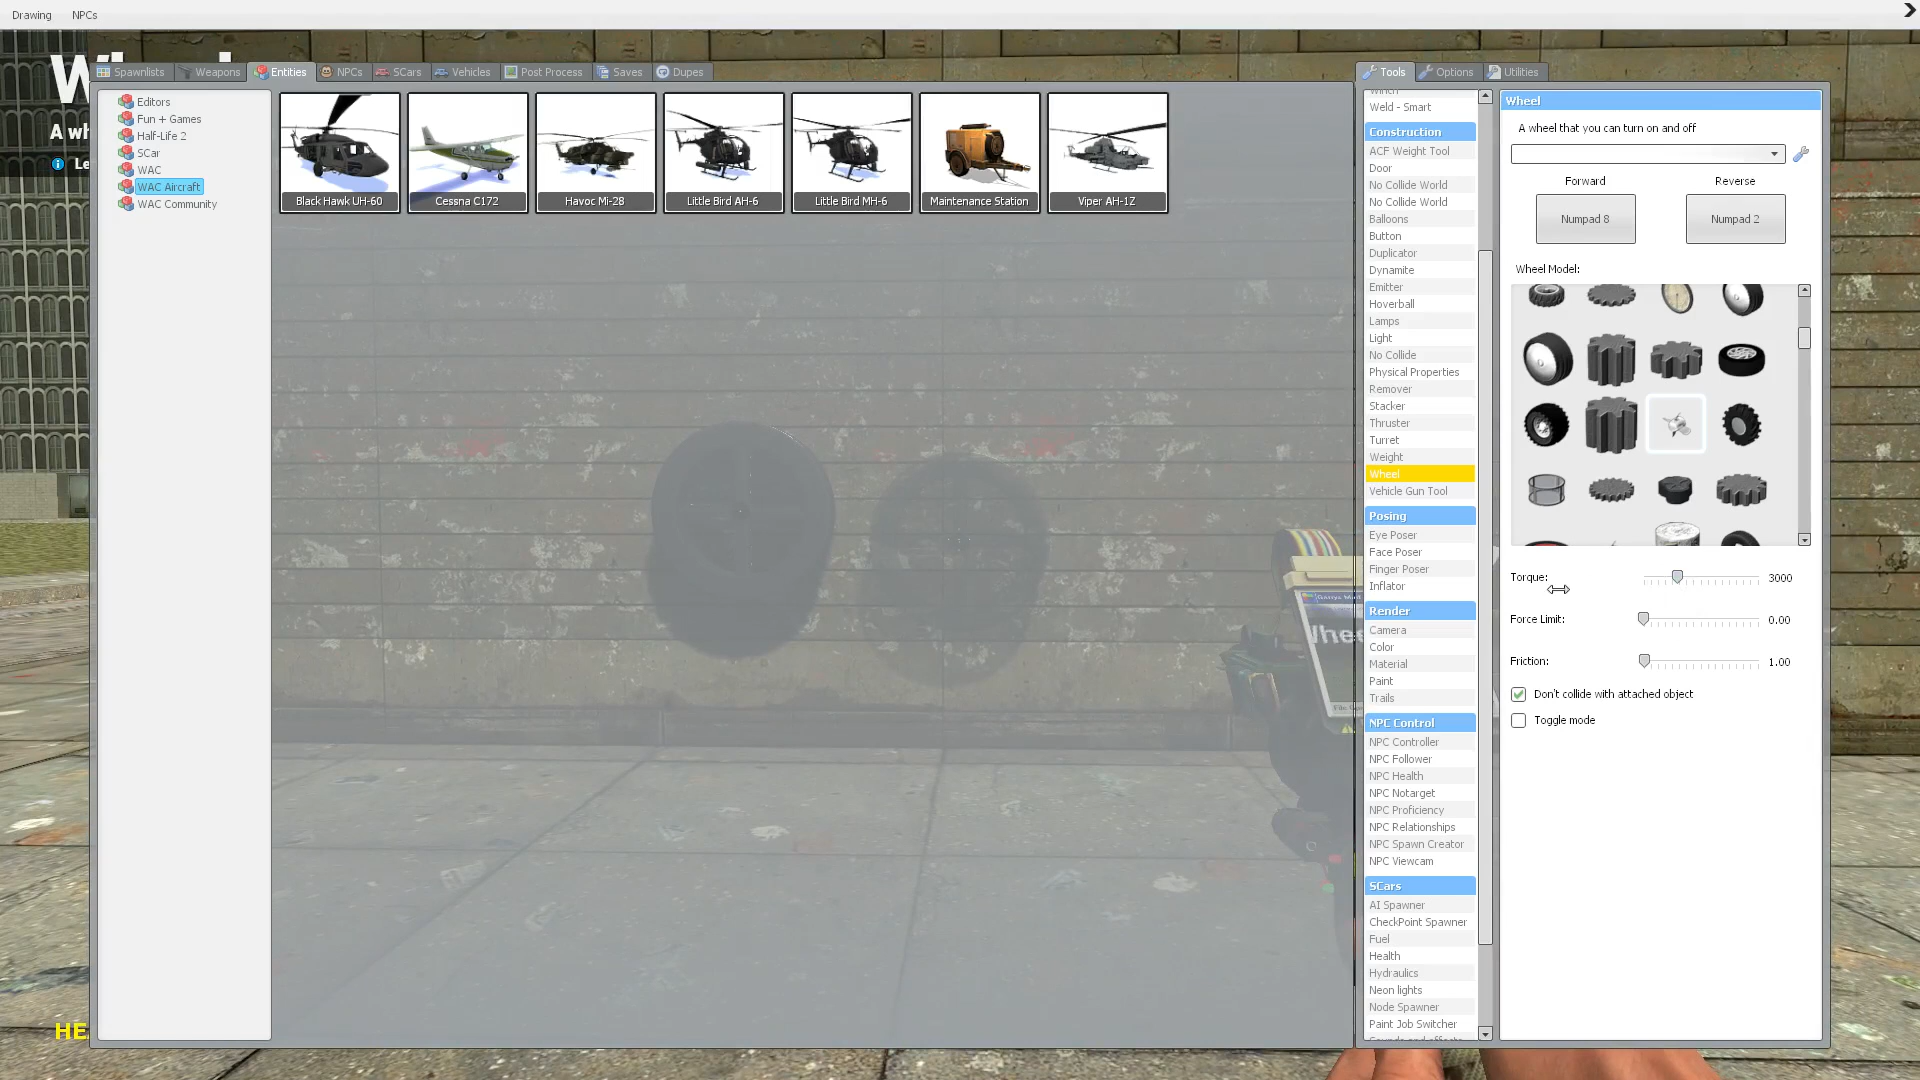 Drawing NPCs
Spawnlists Weapons Entities NPCs SCars Vehicles Post Process Saves Dupes
Tools Options Utilities
A wh
Le
HEA
Editors
Fun + Games
Half-Life 2
SCar
WAC
WAC Aircraft
WAC Community
Black Hawk UH-60
Cessna C172
Havoc Mi-28
Little Bird AH-6
Little Bird MH-6
Maintenance Station
Viper AH-1Z
Winch
Weld - Smart
Construction
ACF Weight Tool
Door
No Collide World
No Collide World
Balloons
Button
Duplicator
Dynamite
Emitter
Hoverball
Lamps
Light
No Collide
Physical Properties
Remover
Stacker
Thruster
Turret
Weight
Wheel
Vehicle Gun Tool
Posing
Eye Poser
Face Poser
Finger Poser
Inflator
Render
Camera
Color
Material
Paint
Trails
NPC Control
NPC Controller
NPC Follower
NPC Health
NPC Notarget
NPC Proficiency
NPC Relationships
NPC Spawn Creator
NPC Viewcam
SCars
AI Spawner
CheckPoint Spawner
Fuel
Health
Hydraulics
Neon lights
Node Spawner
Paint Job Switcher
Wheel
A wheel that you can turn on and off
Forward Reverse
Numpad 8 Numpad 2
Wheel Model:
Torque: 3000
Force Limit: 0.00
Friction: 1.00
Don't collide with attached object
Toggle mode